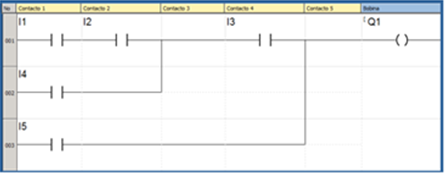 No Contacto 1 Contacto 2 Contacto 3 Contacto 4 Contacto 5 Bobina
I1 I2 I3 Q1
001
I4
002
I5
003